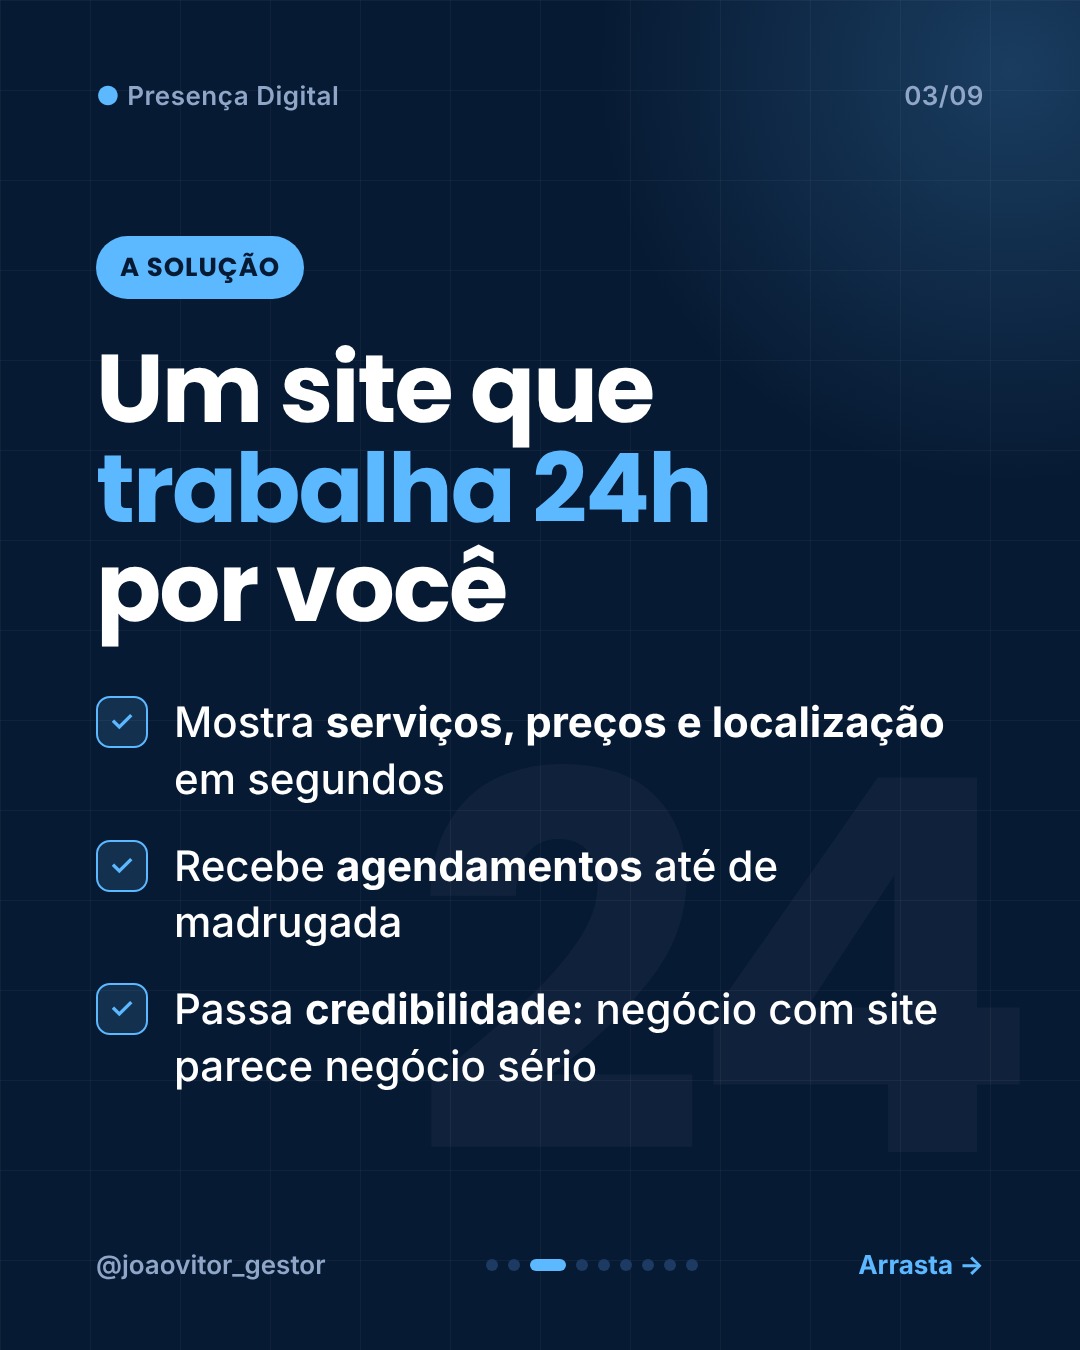 Presença Digital
03/09
A SOLUÇÃO
Um site que
trabalha 24h
por você
Mostra serviços, preços e localização
em segundos
Recebe agendamentos até de
madrugada
Passa credibilidade: negócio com site
parece negócio sério
24
@joaovitor_gestor
Arrasta →